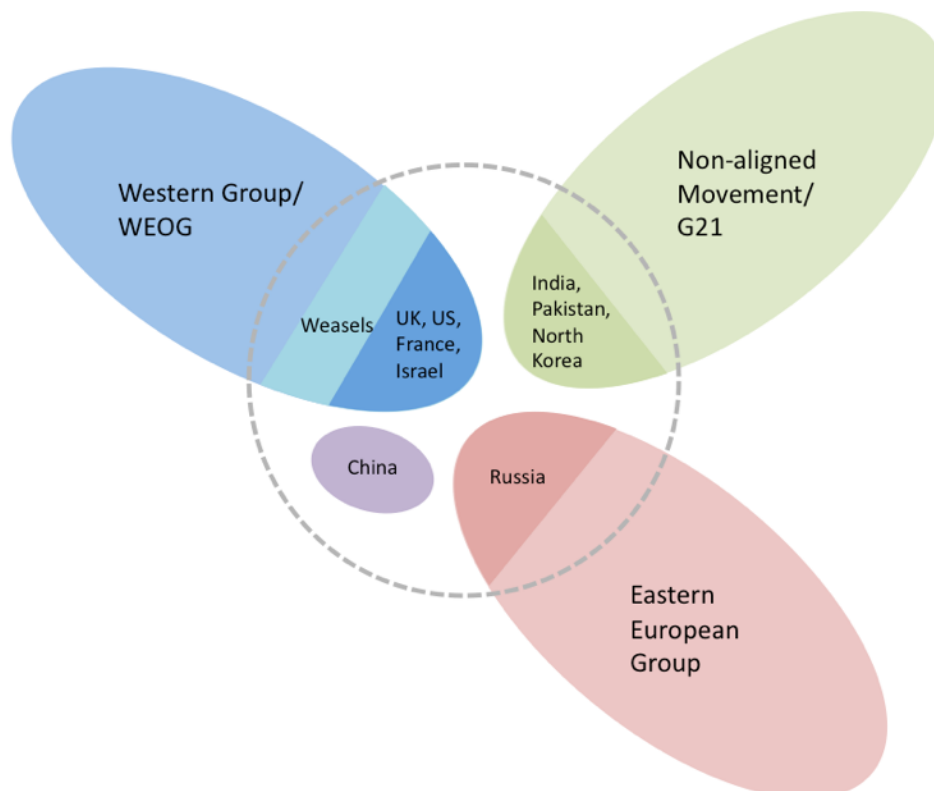 Western Group/
WEOG
Non-aligned
Movement/
G21
Weasels
UK, US,
France,
Israel
India,
Pakistan,
North
Korea
China
Russia
Eastern
European
Group